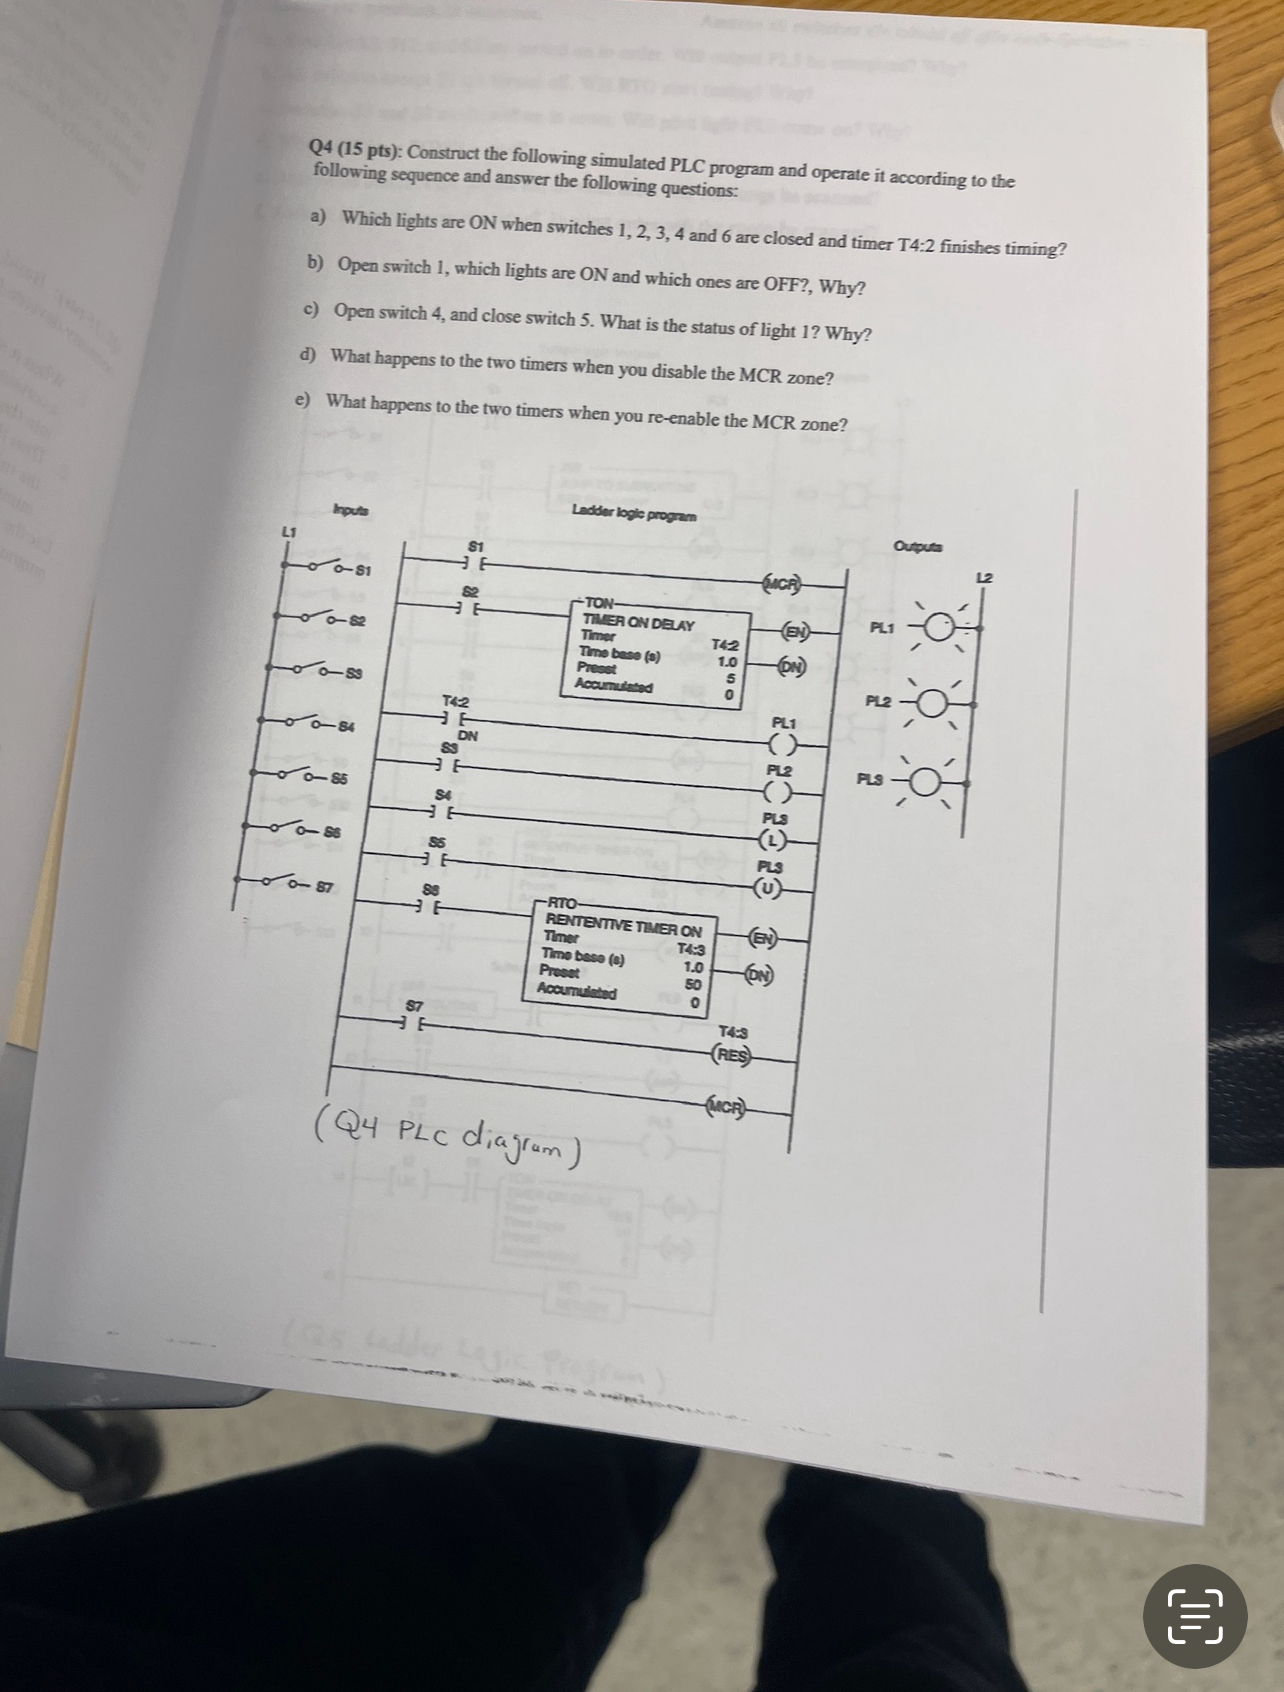 Q4 (15 pts): Construct the following simulated PLC program and operate it according to the
following sequence and answer the following questions:
a) Which lights are ON when switches 1, 2, 3, 4 and 6 are closed and timer T4:2 finishes timing?
b) Open switch 1, which lights are ON and which ones are OFF?, Why?
c) Open switch 4, and close switch 5. What is the status of light 1? Why?
d) What happens to the two timers when you disable the MCR zone?
e) What happens to the two timers when you re-enable the MCR zone?
Inputs
Ladder logic program
Outputs
L1
L2
S1
S2
S3
S4
S5
S6
S7
S1
(MCR)
S2
TON
TIMER ON DELAY
Timer T4:2
Time base (s) 1.0
Preset 5
Accumulated 0
(EN)
(DN)
T4:2
DN
PL1
S3
PL2
S4
PL3
(L)
S5
PL3
(U)
S6
RTO
RENTENTIVE TIMER ON
Timer T4:3
Time base (s) 1.0
Preset 50
Accumulated 0
(EN)
(DN)
S7
T4:3
(RES)
(MCR)
PL1
PL2
PL3
(Q4 PLC diagram)